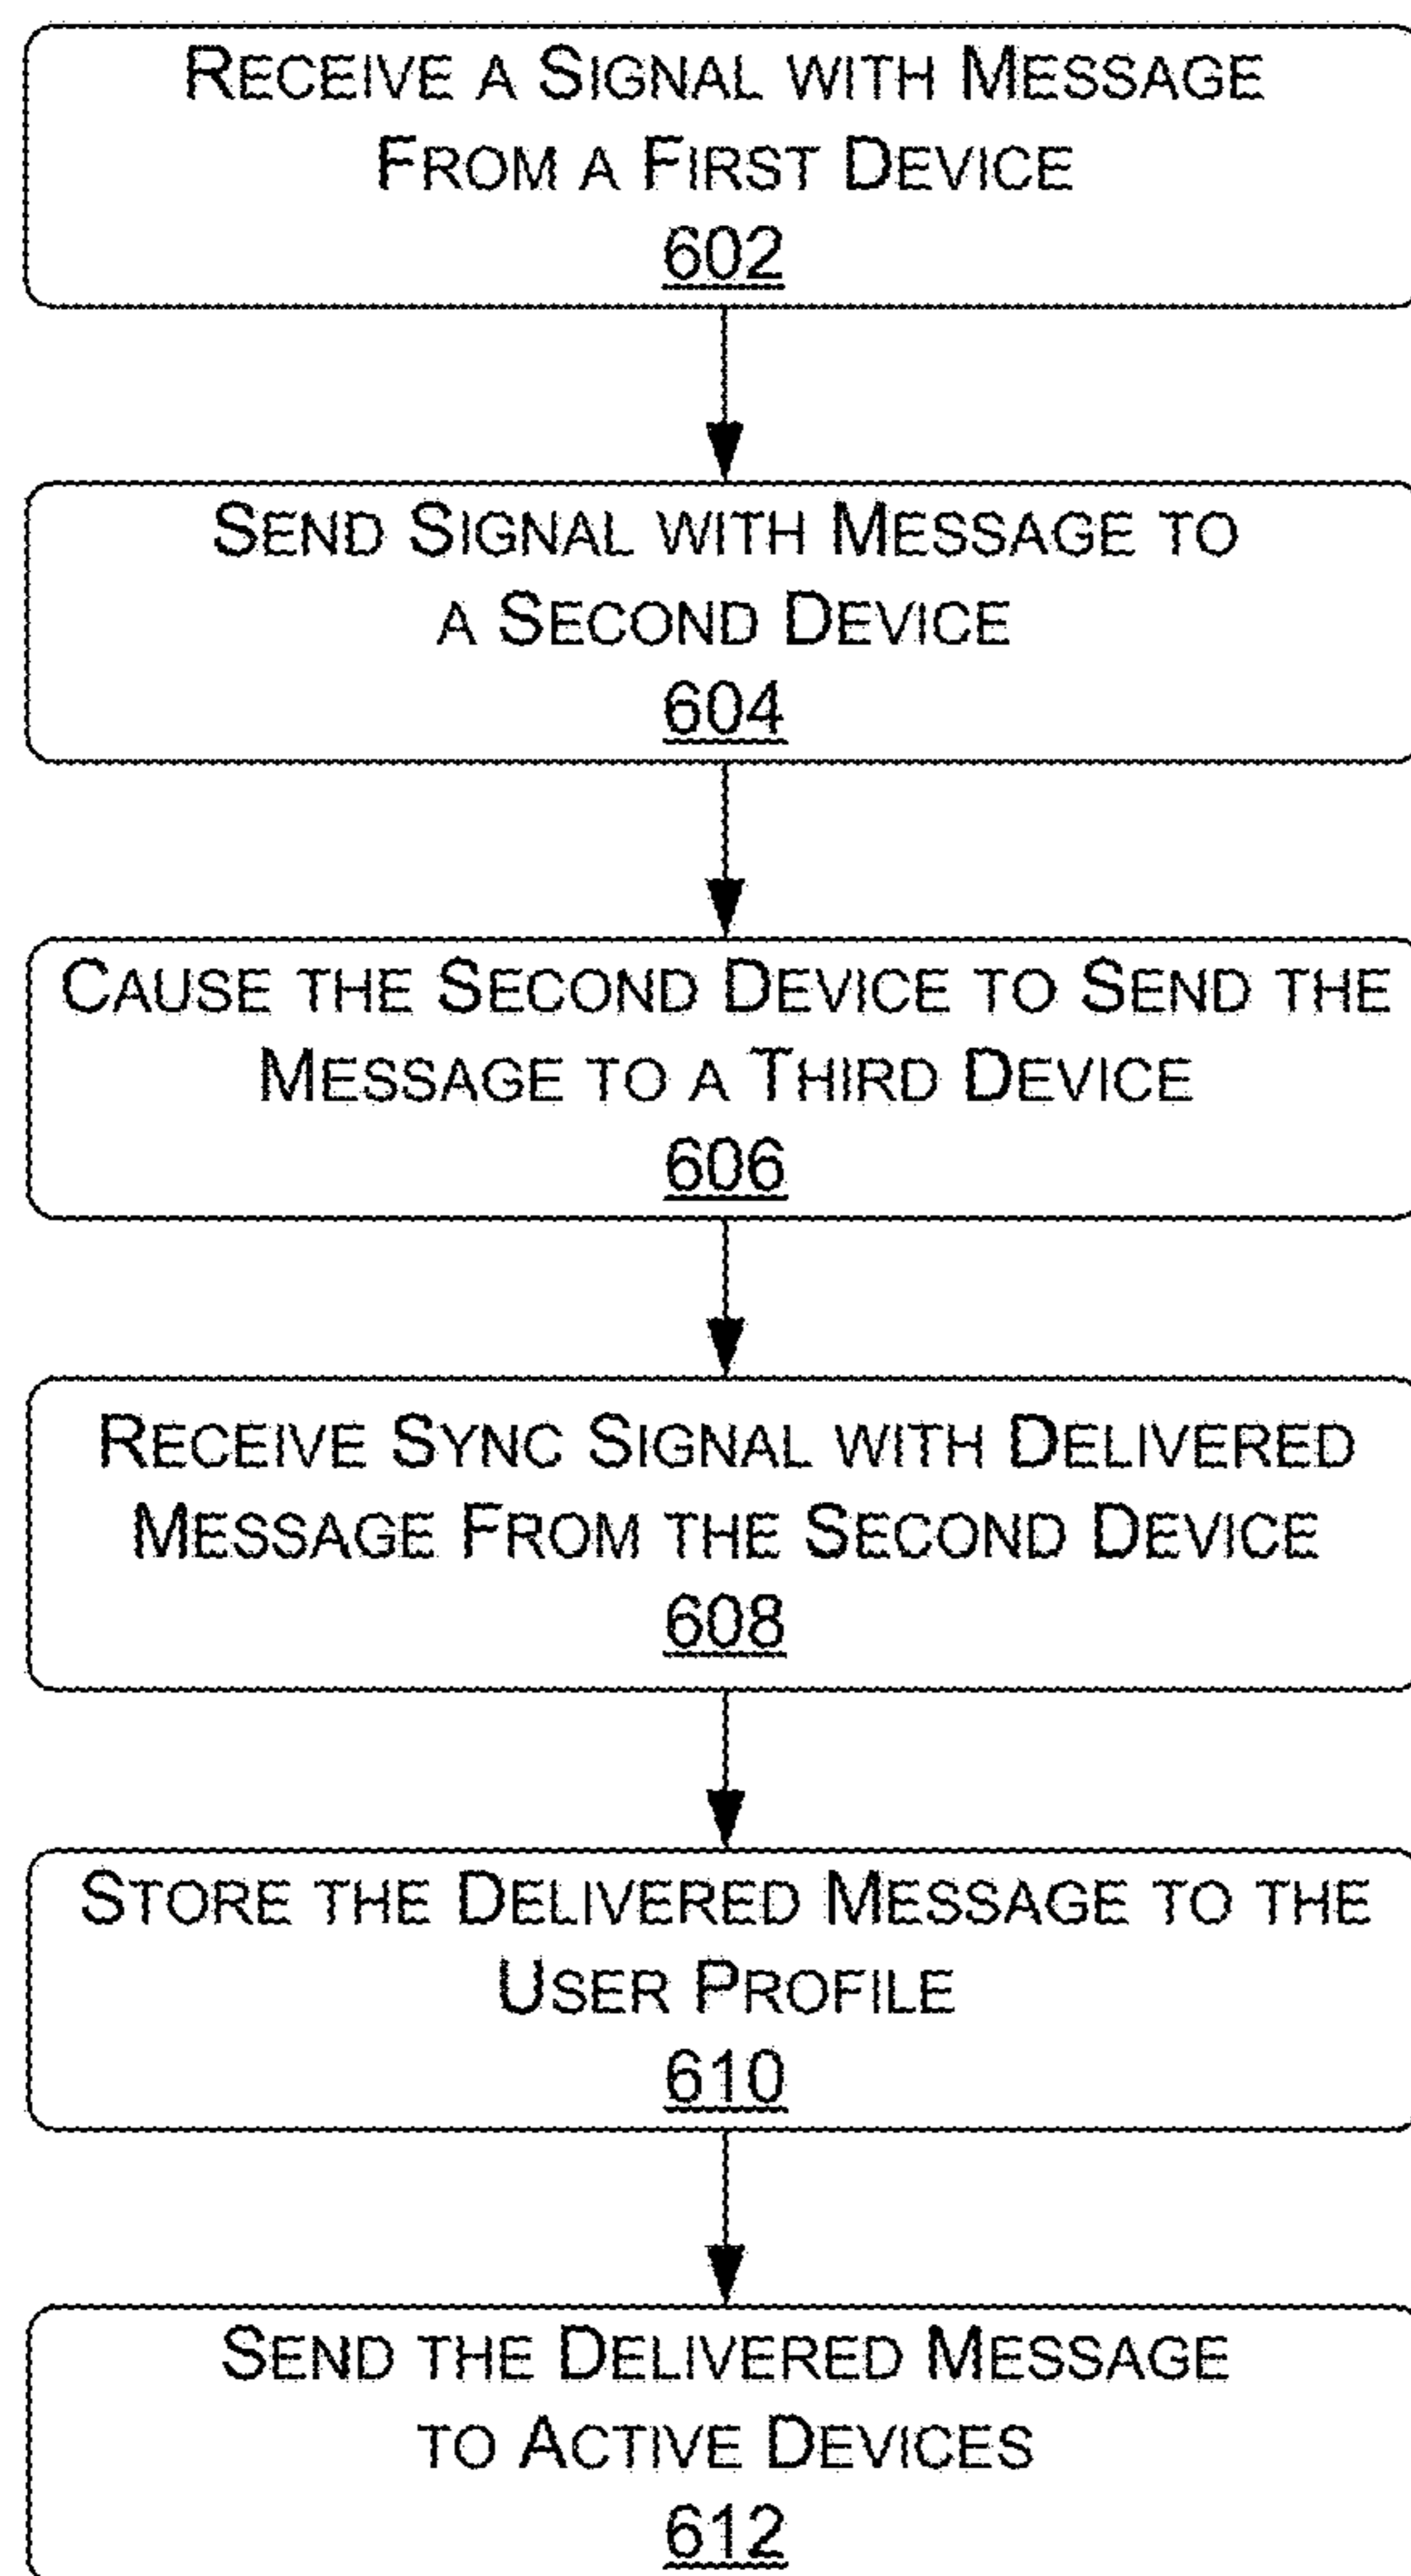 RECEIVE A SIGNAL WITH MESSAGE
FROM A FIRST DEVICE
602
SEND SIGNAL WITH MESSAGE TO
A SECOND DEVICE
604
CAUSE THE SECOND DEVICE TO SEND THE
MESSAGE TO A THIRD DEVICE
606
RECEIVE SYNC SIGNAL WITH DELIVERED
MESSAGE FROM THE SECOND DEVICE
608
STORE THE DELIVERED MESSAGE TO THE
USER PROFILE
610
SEND THE DELIVERED MESSAGE
TO ACTIVE DEVICES
612